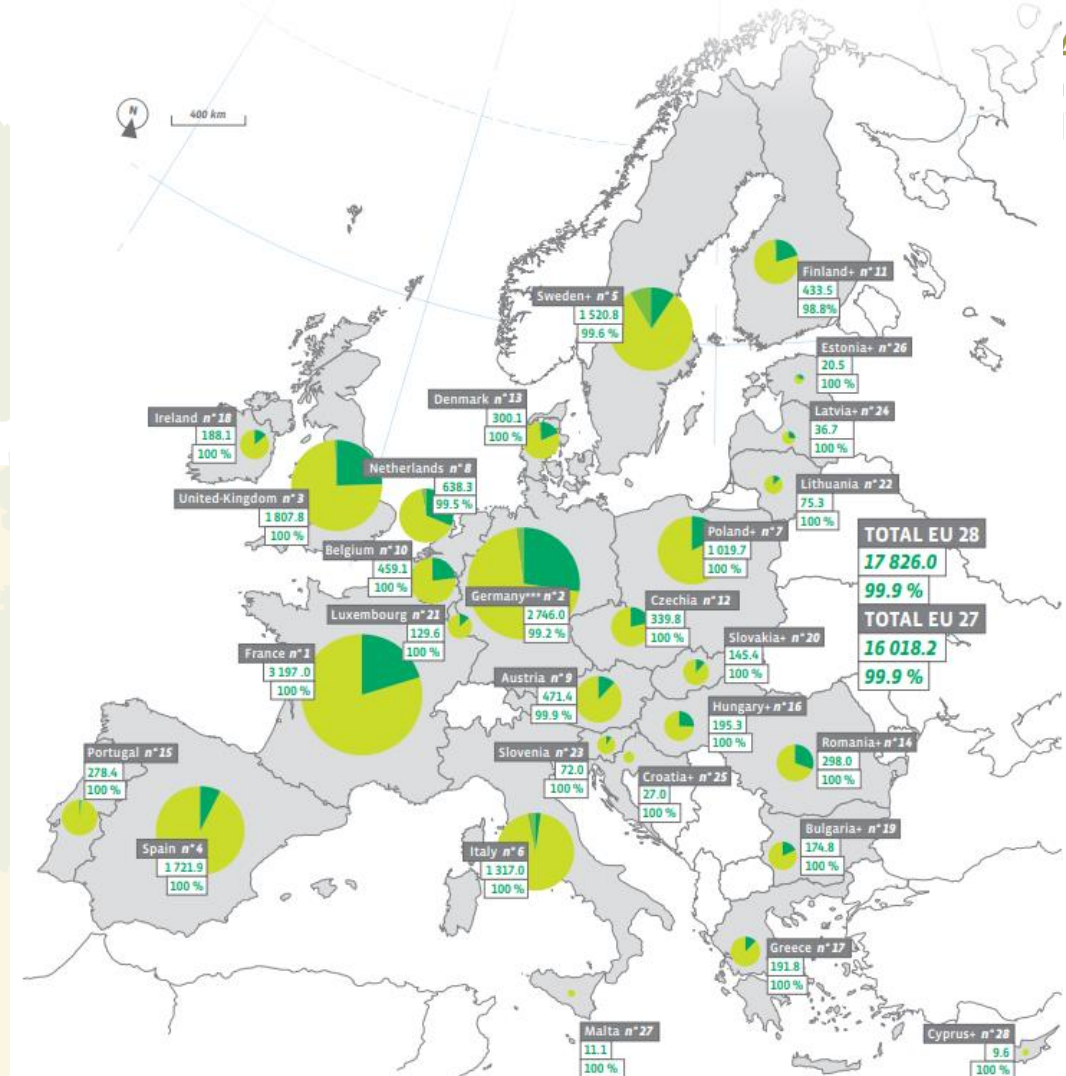 N
400 km
Finland+ n°11
433.5
98.8%
Sweden+ n°5
1 520.8
99.6 %
Estonia+ n°26
20.5
100 %
Denmark n°13
300.1
100 %
Latvia+ n°24
36.7
100 %
Ireland n°18
188.1
100 %
Netherlands n°8
638.3
99.5 %
Lithuania n°22
75.3
100 %
United-Kingdom n°3
1 807.8
100 %
Poland+ n°7
1 019.7
100 %
TOTAL EU 28
17 826.0
99.9 %
TOTAL EU 27
16 018.2
99.9 %
Belgium n°10
459.1
100 %
Germany*** n°2
2 746.0
99.2 %
Czechia n°12
339.8
100 %
Luxembourg n°21
129.6
100 %
Slovakia+ n°20
145.4
100 %
France n°1
3 197 .0
100 %
Austria n°9
471.4
99.9 %
Hungary+ n°16
195.3
100 %
Portugal n°15
278.4
100 %
Slovenia n°23
72.0
100 %
Croatia+ n°25
27.0
100 %
Romania+ n°14
298.0
100 %
Spain n°4
1 721.9
100 %
Italy n°6
1 317.0
100 %
Bulgaria+ n°19
174.8
100 %
Greece n°17
191.8
100 %
Malta n°27
11.1
100 %
Cyprus+ n°28
9.6
100 %